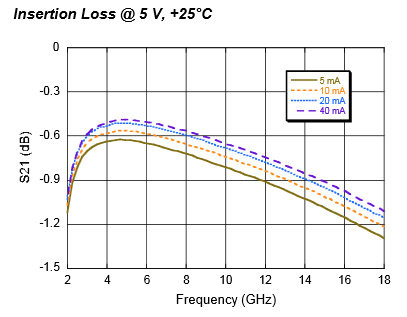 Insertion Loss @ 5 V, +25°C
0
-0.3
-0.6
-0.9
-1.2
-1.5
S21 (dB)
5 mA
10 mA
20 mA
40 mA
2 4 6 8 10 12 14 16 18
Frequency (GHz)